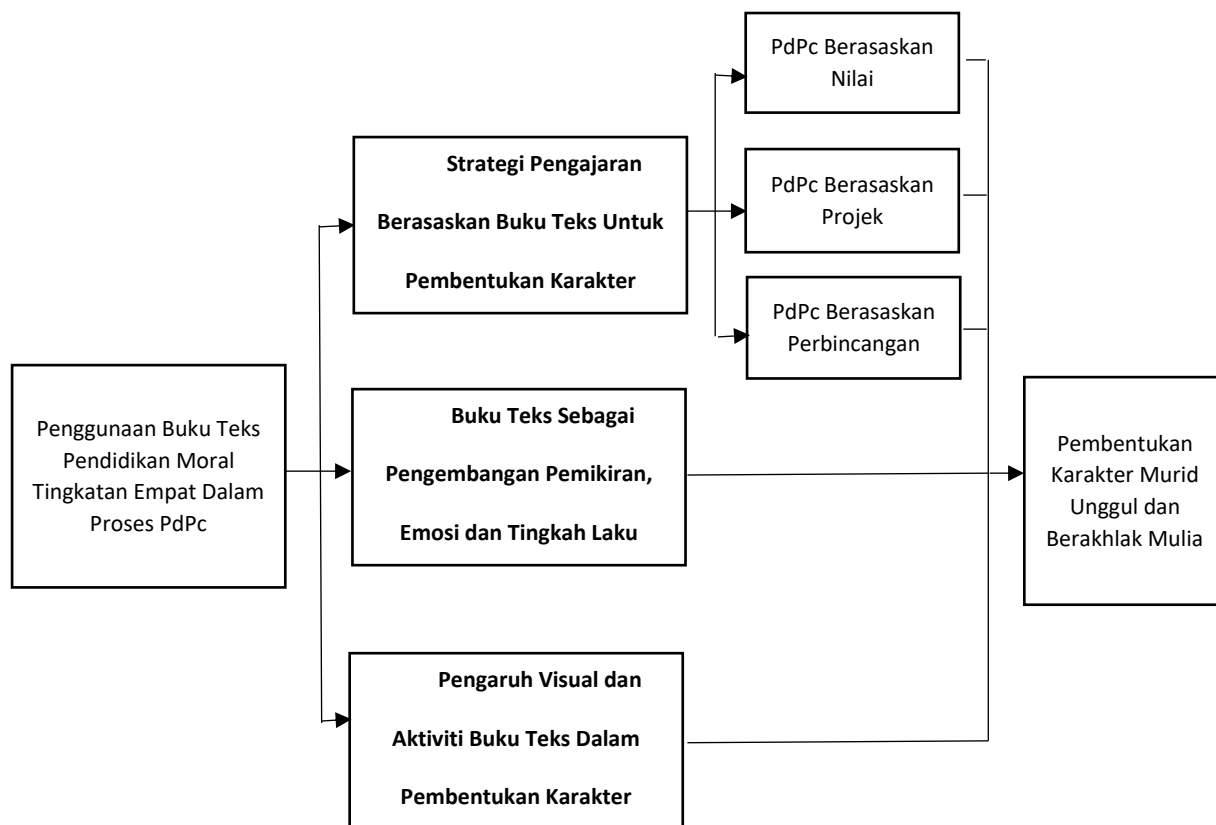 Penggunaan Buku Teks
Pendidikan Moral
Tingkatan Empat Dalam
Proses PdPc
Strategi Pengajaran
Berasaskan Buku Teks Untuk
Pembentukan Karakter
Buku Teks Sebagai
Pengembangan Pemikiran,
Emosi dan Tingkah Laku
Pengaruh Visual dan
Aktiviti Buku Teks Dalam
Pembentukan Karakter
PdPc Berasaskan
Nilai
PdPc Berasaskan
Projek
PdPc Berasaskan
Perbincangan
Pembentukan
Karakter Murid
Unggul dan
Berakhlak Mulia